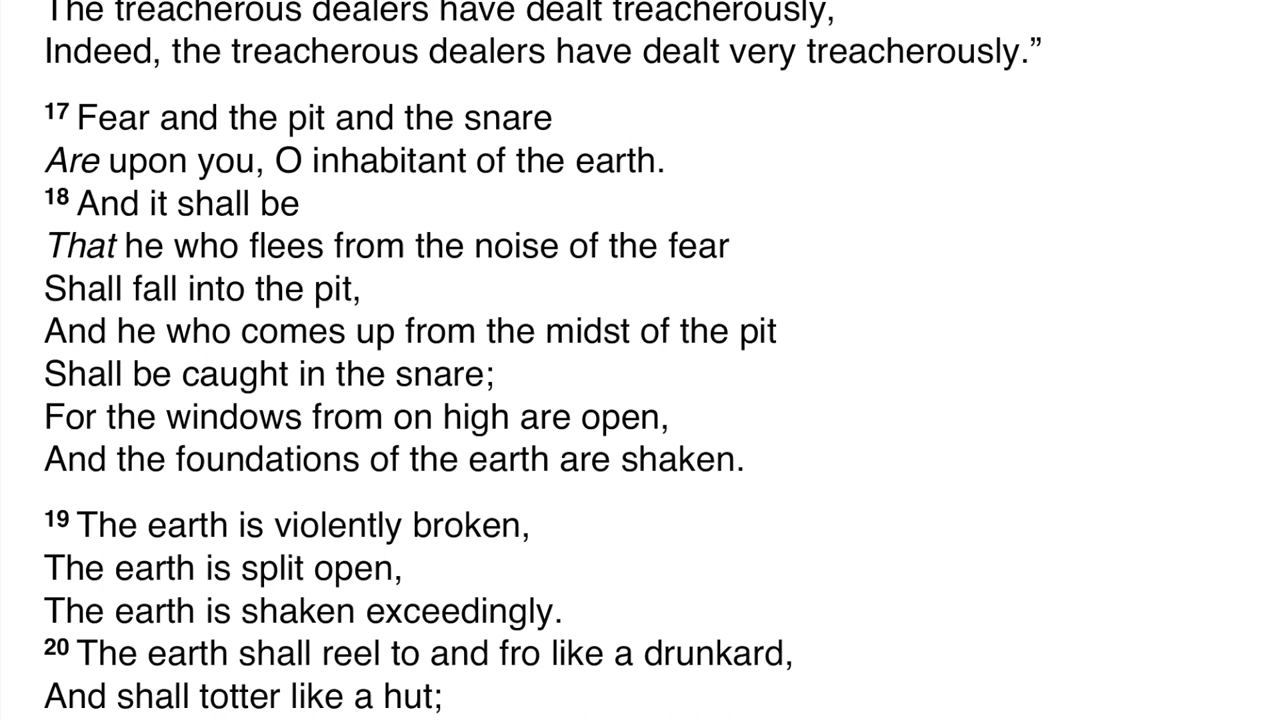 The treacherous dealers have dealt treacherously,
Indeed, the treacherous dealers have dealt very treacherously.”
17 Fear and the pit and the snare
Are upon you, O inhabitant of the earth.
18 And it shall be
That he who flees from the noise of the fear
Shall fall into the pit,
And he who comes up from the midst of the pit
Shall be caught in the snare;
For the windows from on high are open,
And the foundations of the earth are shaken.
19 The earth is violently broken,
The earth is split open,
The earth is shaken exceedingly.
20 The earth shall reel to and fro like a drunkard,
And shall totter like a hut;